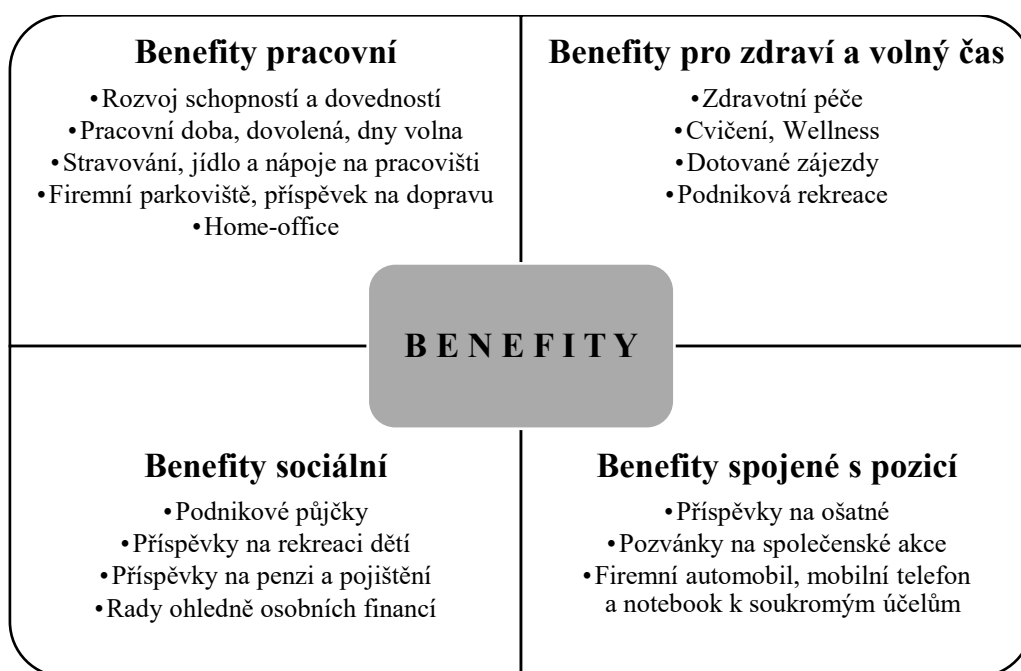 Benefity pracovní
•Rozvoj schopností a dovedností
•Pracovní doba, dovolená, dny volna
•Stravování, jídlo a nápoje na pracovišti
•Firemní parkoviště, příspěvek na dopravu
•Home-office
Benefity pro zdraví a volný čas
•Zdravotní péče
•Cvičení, Wellness
•Dotované zájezdy
•Podniková rekreace
B E N E F I T Y
Benefity sociální
•Podnikové půjčky
•Příspěvky na rekreaci dětí
•Příspěvky na penzi a pojištění
•Rady ohledně osobních financí
Benefity spojené s pozicí
•Příspěvky na ošatné
•Pozvánky na společenské akce
•Firemní automobil, mobilní telefon
a notebook k soukromým účelům